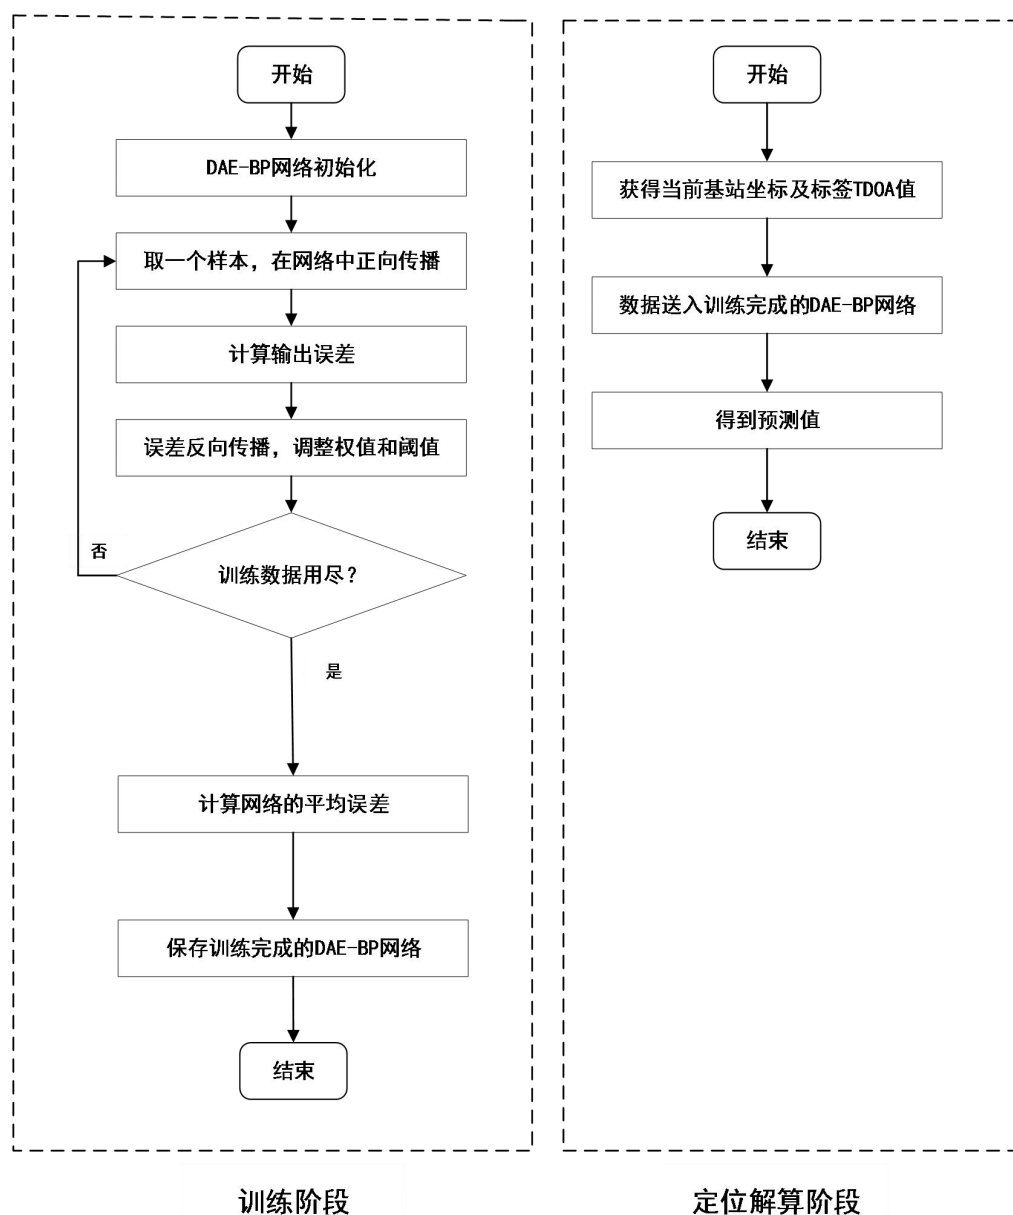 开始
DAE-BP网络初始化
取一个样本，在网络中正向传播
计算输出误差
误差反向传播，调整权值和阈值
否
训练数据用尽？
是
计算网络的平均误差
保存训练完成的DAE-BP网络
结束
训练阶段
开始
获得当前基站坐标及标签TDOA值
数据送入训练完成的DAE-BP网络
得到预测值
结束
定位解算阶段